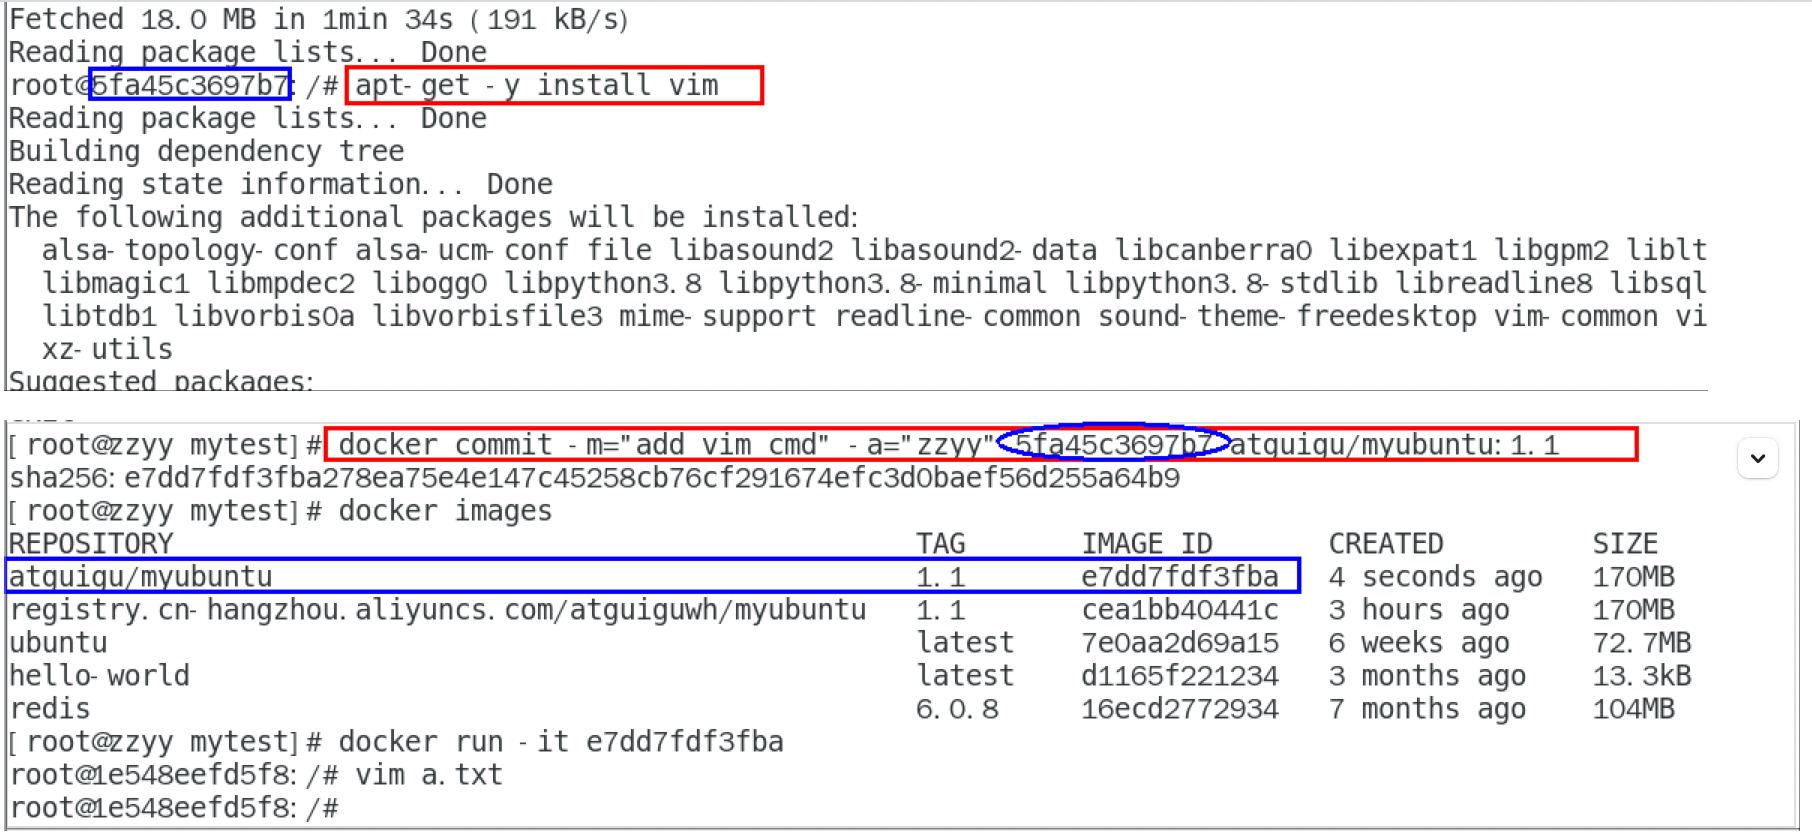 Fetched 18.0 MB in 1min 34s (191 kB/s)
Reading package lists... Done
root@5fa45c3697b7:/# apt-get -y install vim
Reading package lists... Done
Building dependency tree
Reading state information... Done
The following additional packages will be installed:
alsa-topology-conf alsa-ucm-conf file libasound2 libasound2-data libcanberra0 libexpat1 libgpm2 liblt
libmagic1 libmpdec2 libogg0 libpython3.8 libpython3.8-minimal libpython3.8-stdlib libreadline8 libsql
libtdb1 libvorbis0a libvorbisfile3 mime-support readline-common sound-theme-freedesktop vim-common vi
xz-utils
Suggested packages:
[root@zzyy mytest]# docker commit -m="add vim cmd" -a="zzyy" 5fa45c3697b7 atguigu/myubuntu:1.1
sha256:e7dd7fdf3fba278ea75e4e147c45258cb76cf291674efc3d0baef56d255a64b9
[root@zzyy mytest]# docker images
REPOSITORY TAG IMAGE ID CREATED SIZE
atguigu/myubuntu 1.1 e7dd7fdf3fba 4 seconds ago 170MB
registry.cn-hangzhou.aliyuncs.com/atguiguwh/myubuntu 1.1 cea1bb40441c 3 hours ago 170MB
ubuntu latest 7e0aa2d69a15 6 weeks ago 72.7MB
hello-world latest d1165f221234 3 months ago 13.3kB
redis 6.0.8 16ecd2772934 7 months ago 104MB
[root@zzyy mytest]# docker run -it e7dd7fdf3fba
root@1e548eefd5f8:/# vim a.txt
root@1e548eefd5f8:/#